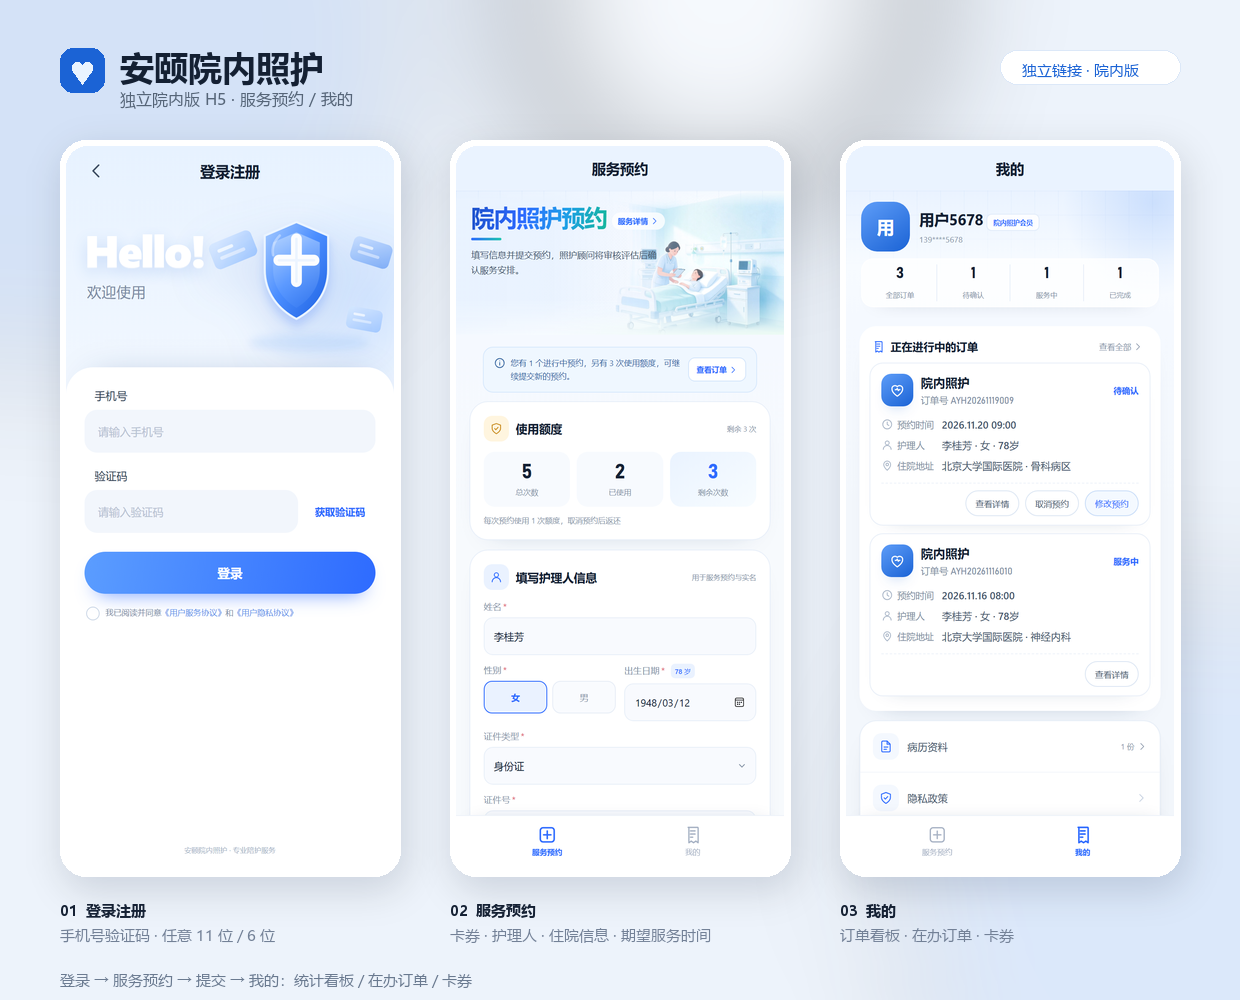 安颐院内照护
独立院内版 H5 · 服务预约 / 我的
独立链接 · 院内版
登录注册
Hello!
欢迎使用
手机号
请输入手机号
验证码
请输入验证码
获取验证码
登录
我已阅读并同意《用户服务协议》和《用户隐私协议》
安颐院内照护 · 专业陪护服务
01 登录注册
手机号验证码 · 任意 11 位 / 6 位
服务预约
院内照护预约
服务详情
填写信息并提交预约，照护顾问将审核评估后确
认服务安排。
您有 1 个进行中预约，另有 3 次使用额度，可继
续提交新的预约。
查看订单
使用额度
剩余 3 次
5
总次数
2
已使用
3
剩余次数
每次预约使用 1 次额度，取消预约后返还
填写护理人信息
用于服务预约与实名
姓名 *
李桂芳
性别 *
女
男
出生日期 *
78 岁
1948/03/12
证件类型 *
身份证
证件号 *
服务预约
我的
02 服务预约
卡券 · 护理人 · 住院信息 · 期望服务时间
我的
用
用户5678
院内照护会员
139****5678
3
全部订单
1
待确认
1
服务中
1
已完成
正在进行中的订单
查看全部
院内照护
订单号 AYH20261119009
待确认
预约时间 2026.11.20 09:00
护理人 李桂芳 · 女 · 78岁
住院地址 北京大学国际医院 · 骨科病区
查看详情
取消预约
修改预约
院内照护
订单号 AYH20261116010
服务中
预约时间 2026.11.16 08:00
护理人 李桂芳 · 女 · 78岁
住院地址 北京大学国际医院 · 神经内科
查看详情
病历资料
1 份
隐私政策
服务预约
我的
03 我的
订单看板 · 在办订单 · 卡券
登录 → 服务预约 → 提交 → 我的：统计看板 / 在办订单 / 卡券